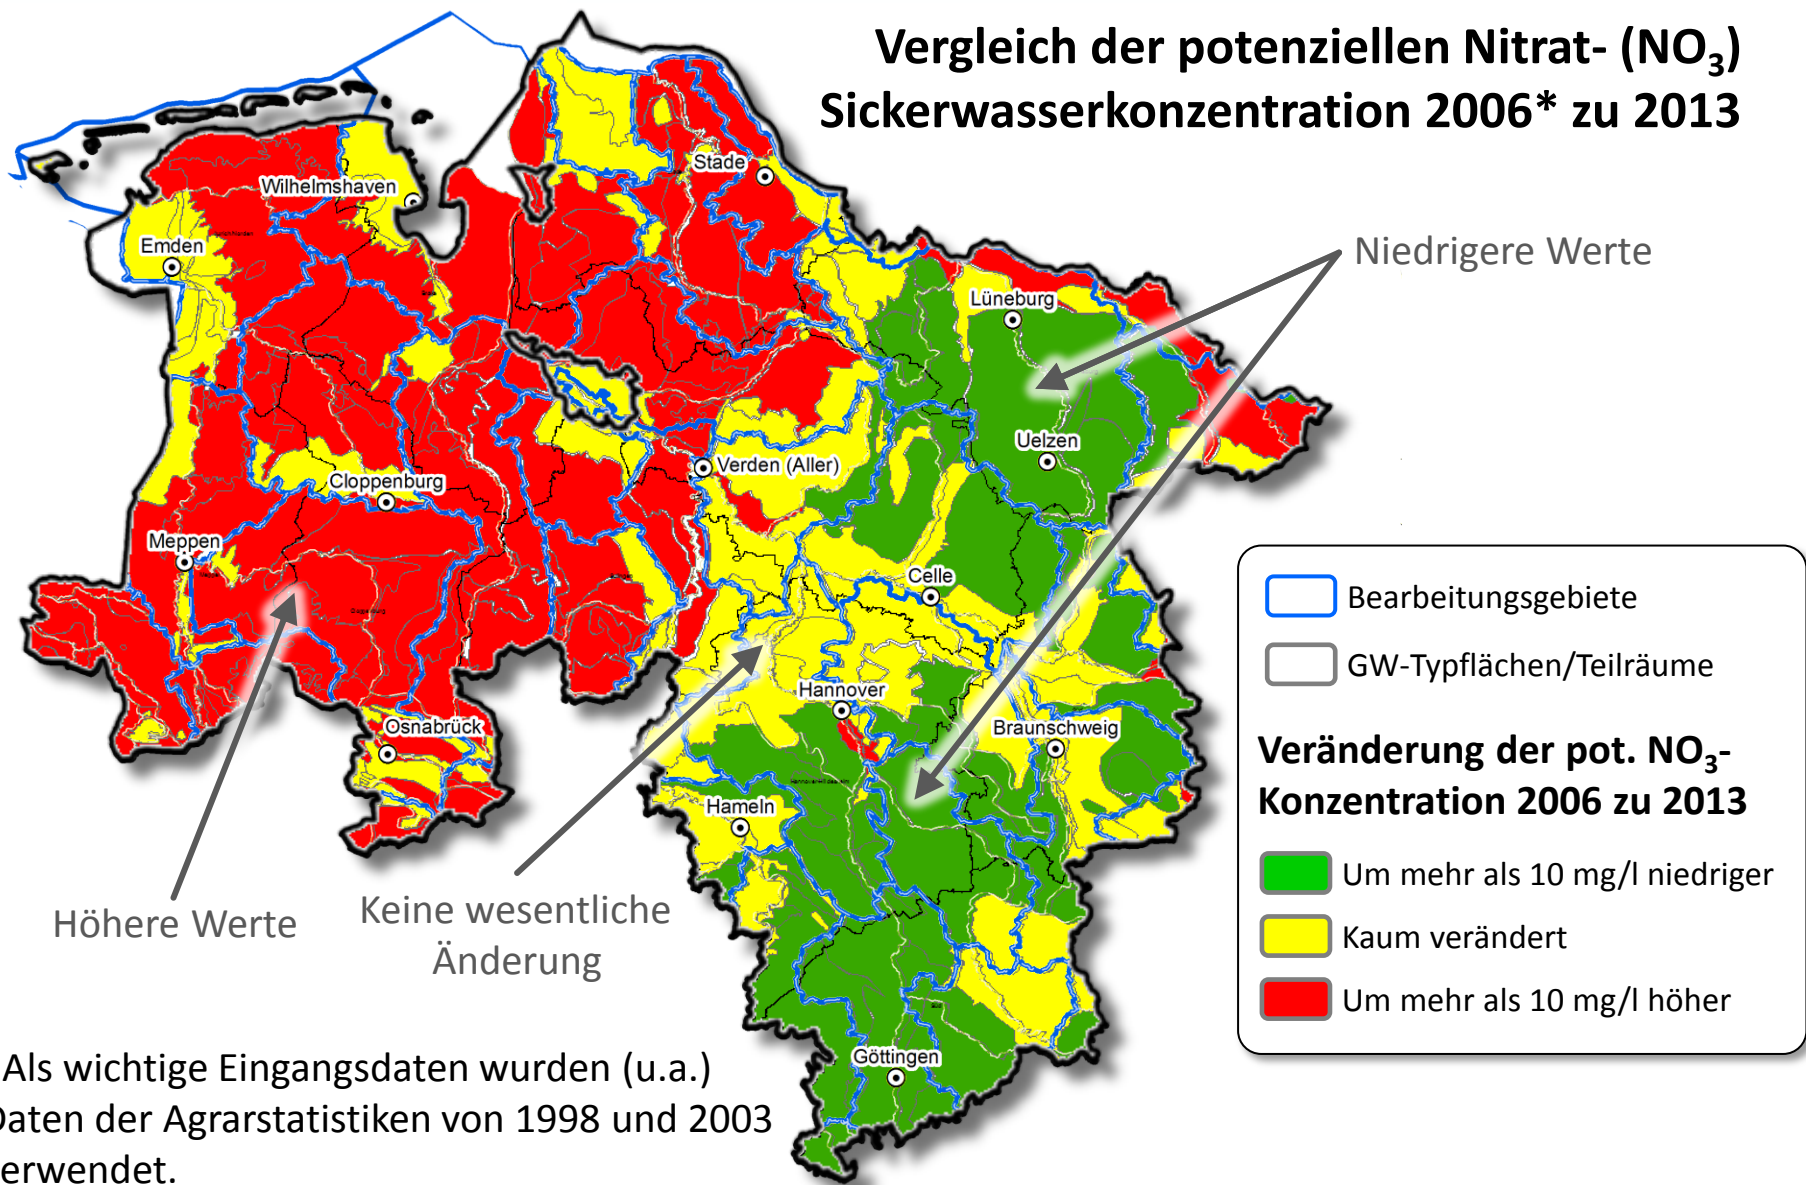 Vergleich der potenziellen Nitrat- (NO₃)
Sickerwasserkonzentration 2006* zu 2013
Stade
Wilhelmshaven
Emden
Niedrigere Werte
Lüneburg
Uelzen
Verden (Aller)
Cloppenburg
Meppen
Celle
Hannover
Osnabrück
Braunschweig
Hameln
Göttingen
Höhere Werte
Keine wesentliche
Änderung
Bearbeitungsgebiete
GW-Typflächen/Teilräume
Veränderung der pot. NO₃-
Konzentration 2006 zu 2013
Um mehr als 10 mg/l niedriger
Kaum verändert
Um mehr als 10 mg/l höher
Als wichtige Eingangsdaten wurden (u.a.)
Daten der Agrarstatistiken von 1998 und 2003
erwendet.